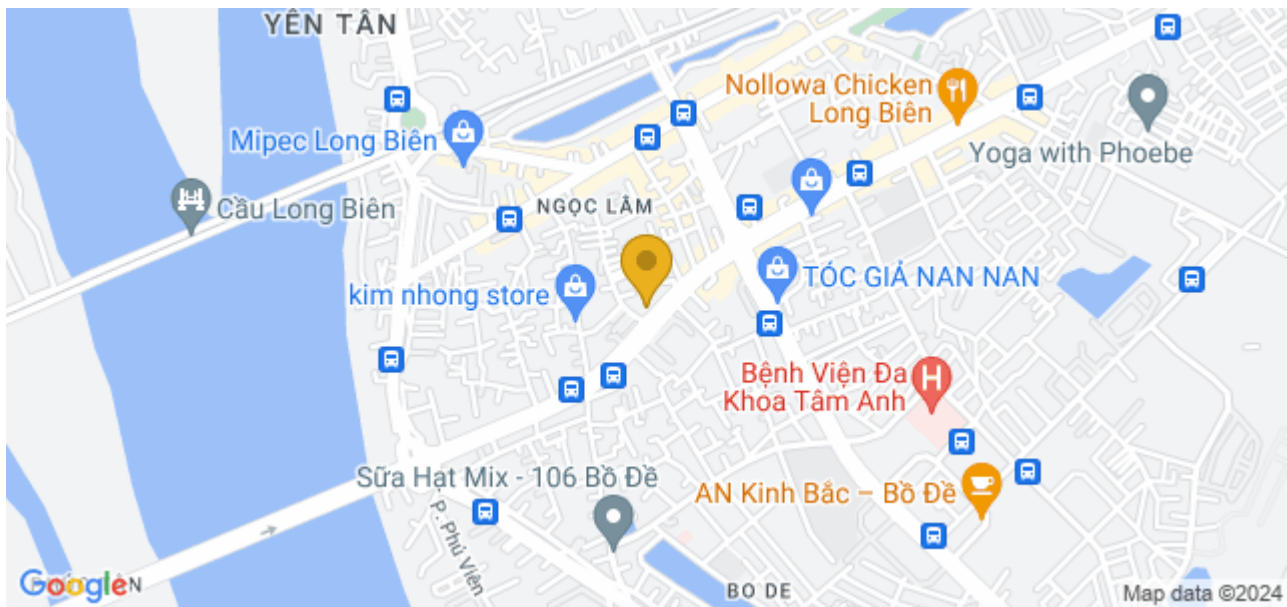 YÊN TÂN
Nollowa Chicken
Long Biên
Mipec Long Biên
Yoga with Phoebe
Cầu Long Biên
NGỌC LÂM
TÓC GIẢ NAN NAN
kim nhong store
Bệnh Viện Đa
Khoa Tâm Anh
H
Sữa Hạt Mix - 106 Bồ Đề
AN Kinh Bắc – Bồ Đề
P. Phú Viên
Google
BO DE
Map data ©2024